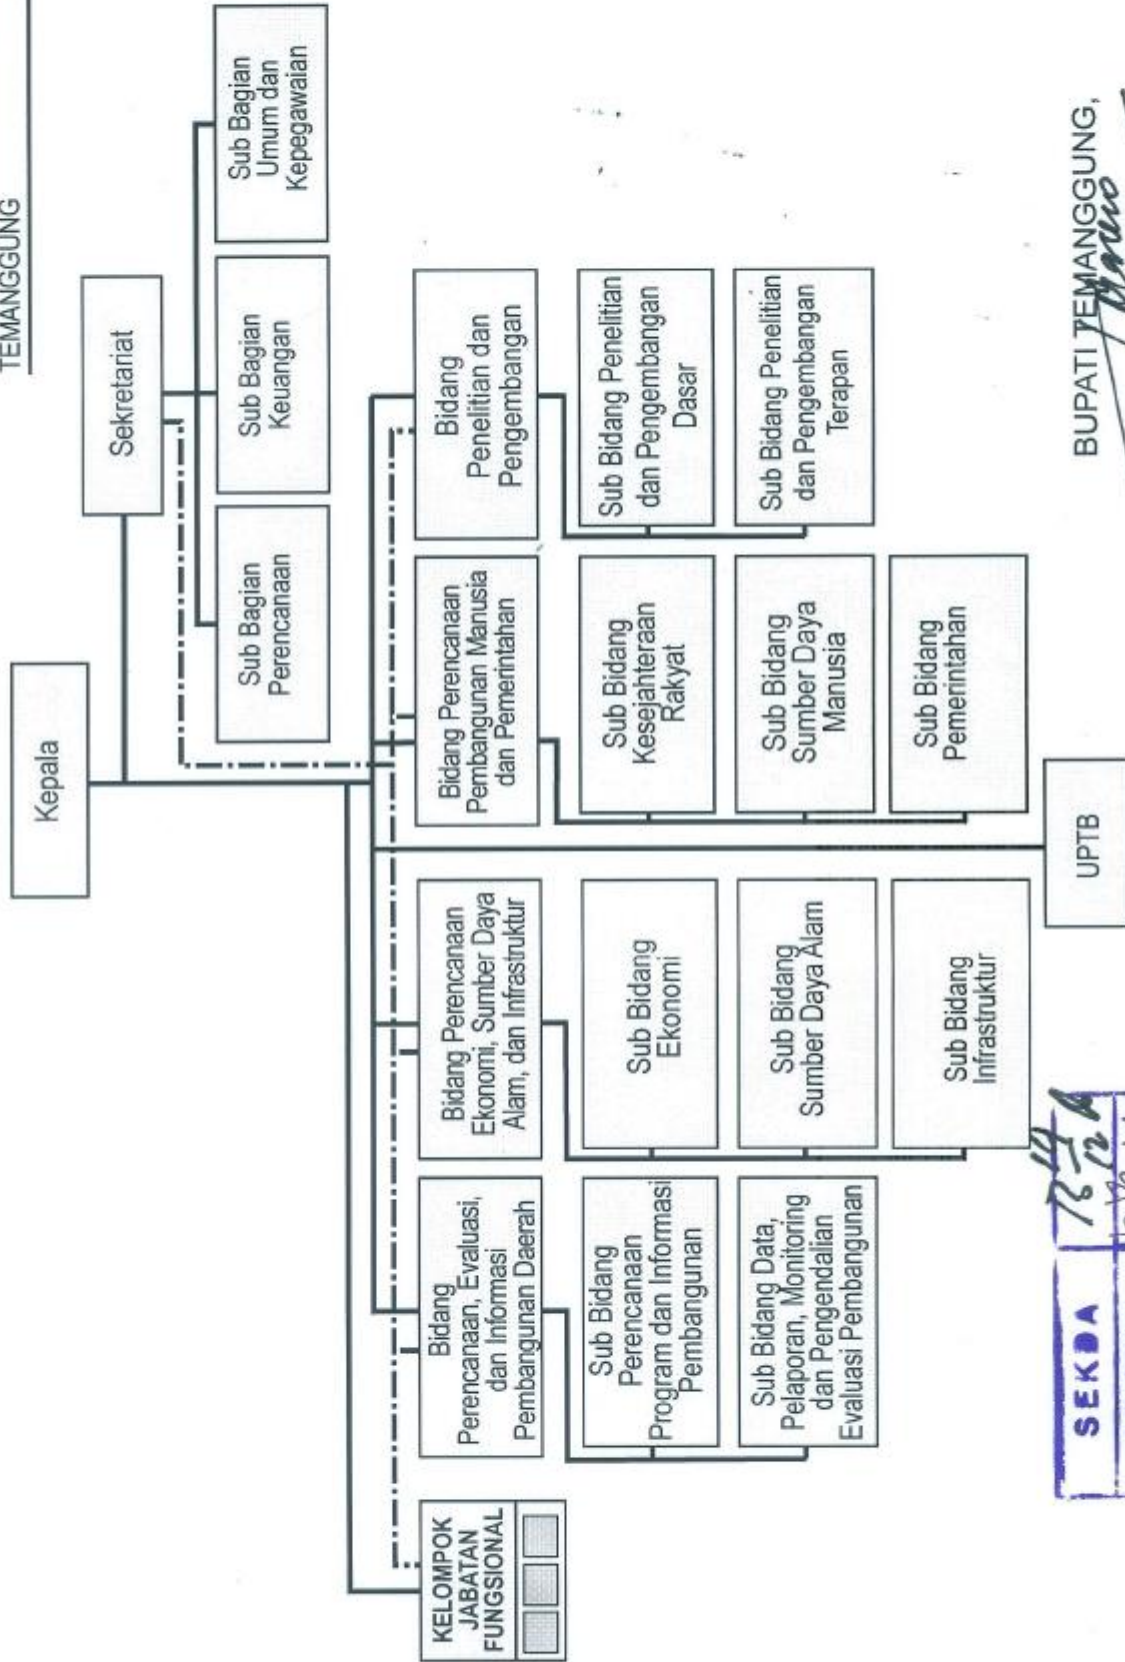 TEMANGGUNG
Kepala
Sekretariat
Sub Bagian
Perencanaan
Sub Bagian
Keuangan
Sub Bagian
Umum dan
Kepegawaian
KELOMPOK
JABATAN
FUNGSIONAL
Bidang
Perencanaan, Evaluasi,
dan Informasi
Pembangunan Daerah
Bidang Perencanaan
Ekonomi, Sumber Daya
Alam, dan Infrastruktur
Bidang Perencanaan
Pembangunan Manusia
dan Pemerintahan
Bidang
Penelitian dan
Pengembangan
Sub Bidang
Perencanaan
Program dan Informasi
Pembangunan
Sub Bidang
Ekonomi
Sub Bidang
Kesejahteraan
Rakyat
Sub Bidang Penelitian
dan Pengembangan
Dasar
Sub Bidang Data,
Pelaporan, Monitoring
dan Pengendalian
Evaluasi Pembangunan
Sub Bidang
Sumber Daya Alam
Sub Bidang
Sumber Daya
Manusia
Sub Bidang Penelitian
dan Pengembangan
Terapan
Sub Bidang
Infrastruktur
Sub Bidang
Pemerintahan
UPTB
SEKDA
BUPATI TEMANGGUNG,